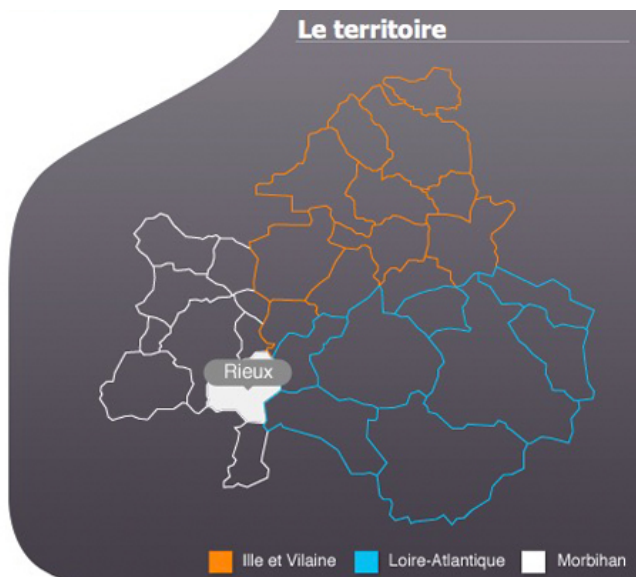 Le territoire
Rieux
Ille et Vilaine
Loire-Atlantique
Morbihan